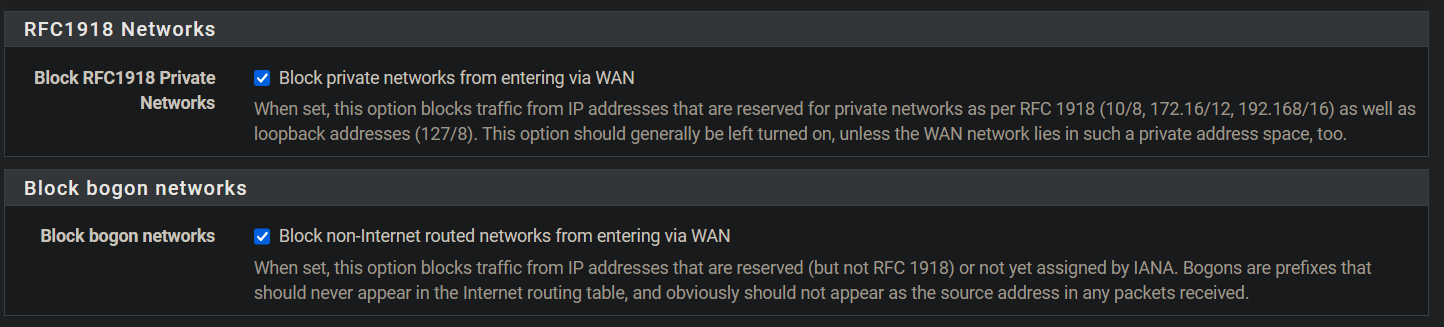 RFC1918 Networks
Block RFC1918 Private
Networks
Block private networks from entering via WAN
When set, this option blocks traffic from IP addresses that are reserved for private networks as per RFC 1918 (10/8, 172.16/12, 192.168/16) as well as
loopback addresses (127/8). This option should generally be left turned on, unless the WAN network lies in such a private address space, too.
Block bogon networks
Block bogon networks
Block non-Internet routed networks from entering via WAN
When set, this option blocks traffic from IP addresses that are reserved (but not RFC 1918) or not yet assigned by IANA. Bogons are prefixes that
should never appear in the Internet routing table, and obviously should not appear as the source address in any packets received.